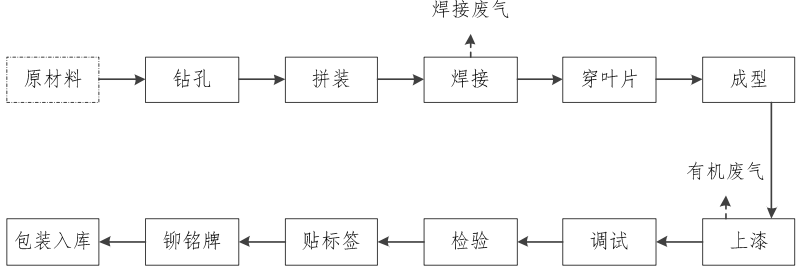 焊接废气
原材料
钻孔
拼装
焊接
穿叶片
成型
有机废气
包装入库
铆铭牌
贴标签
检验
调试
上漆